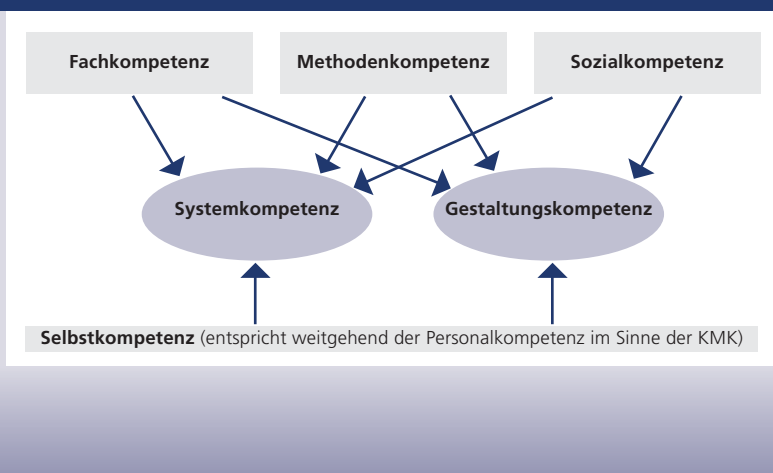 Fachkompetenz
Methodenkompetenz
Sozialkompetenz
Systemkompetenz
Gestaltungskompetenz
Selbstkompetenz (entspricht weitgehend der Personalkompetenz im Sinne der KMK)